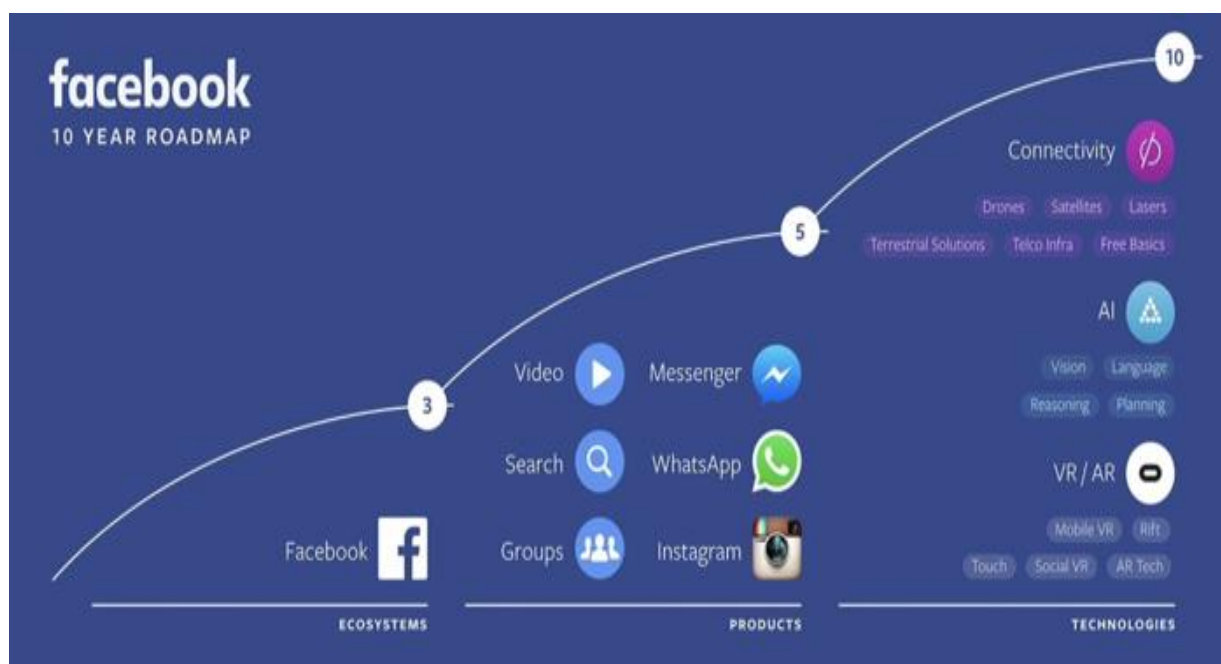 facebook
10 YEAR ROADMAP
3
5
10
Facebook
ECOSYSTEMS
Video
Messenger
Search
WhatsApp
Groups
Instagram
PRODUCTS
Connectivity
Drones Satellites Lasers
Terrestrial Solutions Telco Infra Free Basics
AI
Vision Language
Reasoning Planning
VR / AR
Mobile VR Rift
Touch Social VR AR Tech
TECHNOLOGIES